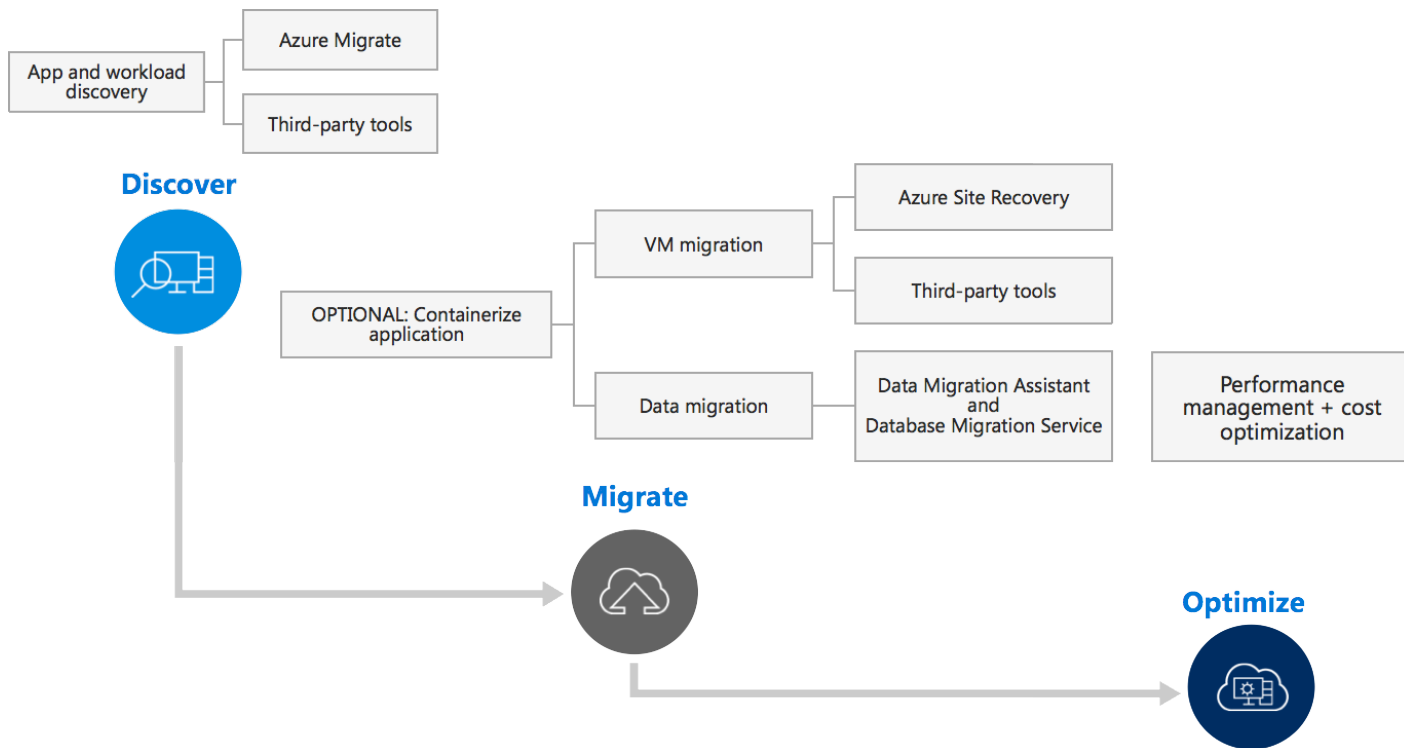 Azure Migrate
App and workload
discovery
Third-party tools
Discover
Azure Site Recovery
VM migration
Third-party tools
OPTIONAL: Containerize
application
Data migration
Data Migration Assistant
and
Database Migration Service
Performance
management + cost
optimization
Migrate
Optimize